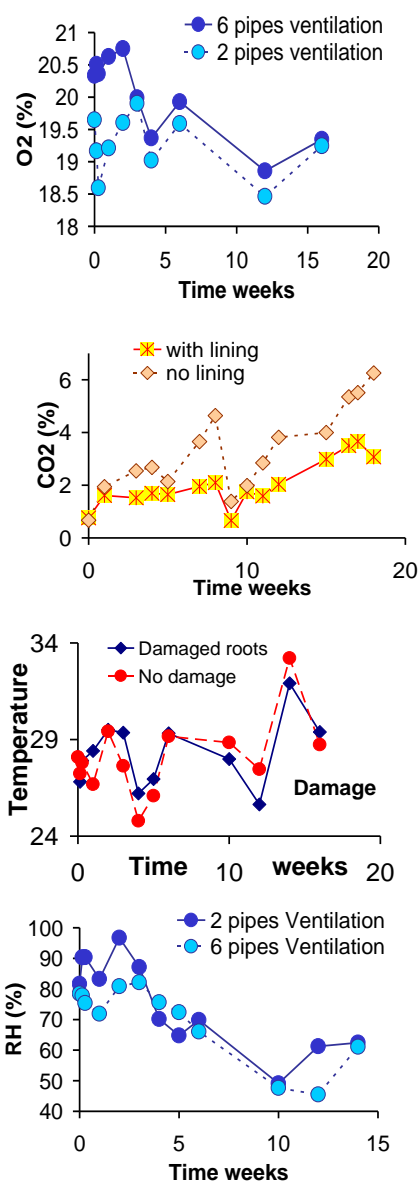 6 pipes ventilation
2 pipes ventilation
21
20.5
20
19.5
19
18.5
18
O2 (%)
0 5 10 15 20
Time weeks
with lining
no lining
6
4
2
0
CO2 (%)
0 10 20
Time weeks
34
29
24
Temperature
Damaged roots
No damage
Damage
0 10 20
Time weeks
2 pipes Ventilation
6 pipes Ventilation
100
90
80
70
60
50
40
RH (%)
0 5 10 15
Time weeks